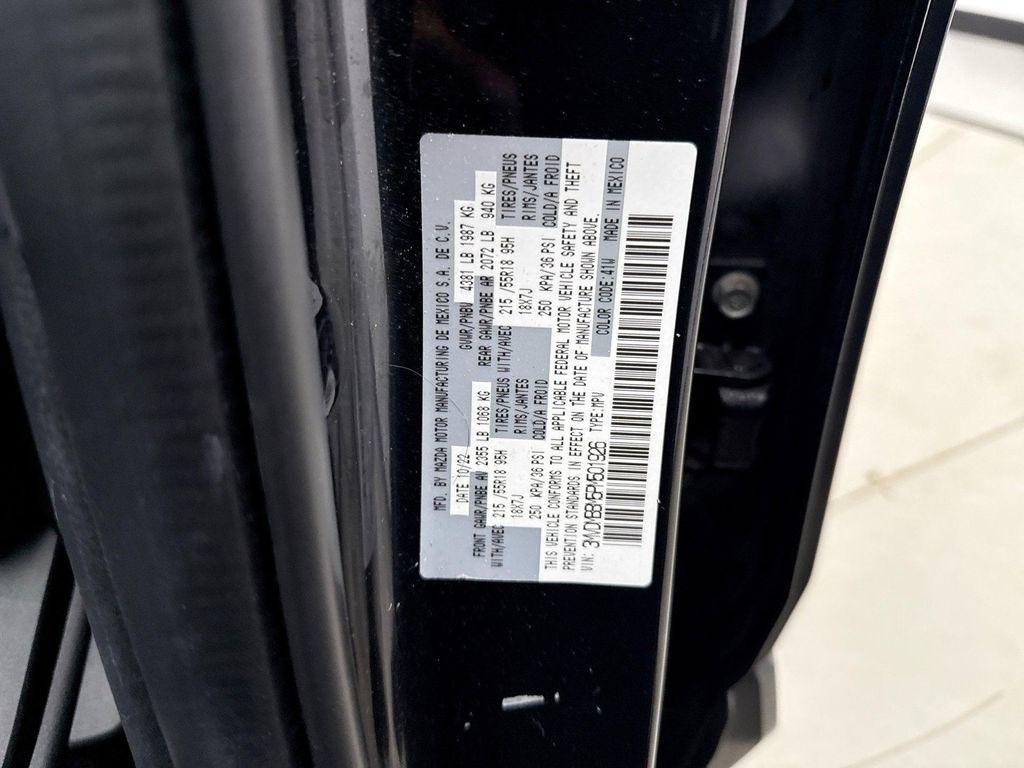 MFD. BY MAZDA MOTOR MANUFACTURING DE MEXICO S.A. DE C.V.
DATE 10/22 GVWR/PNBV 4381 LB 1987 KG
FRONT GAWR/PNBE AV 2355 LB 1068 KG REAR GAWR/PNBE AR 2072 LB 940 KG
WITH/AVEC 215 /55R18 95H TIRES/PNEUS WITH/AVEC 215 /55R18 95H TIRES/PNEUS
18X7J RIMS/JANTES 18X7J RIMS/JANTES
250 KPA/36 PSI COLD/A FROID 250 KPA/36 PSI COLD/A FROID
THIS VEHICLE CONFORMS TO ALL APPLICABLE FEDERAL MOTOR VEHICLE SAFETY AND THEFT
PREVENTION STANDARDS IN EFFECT ON THE DATE OF MANUFACTURE SHOWN ABOVE.
VIN: TYPE:MPV COLOR CODE:41W MADE IN MEXICO